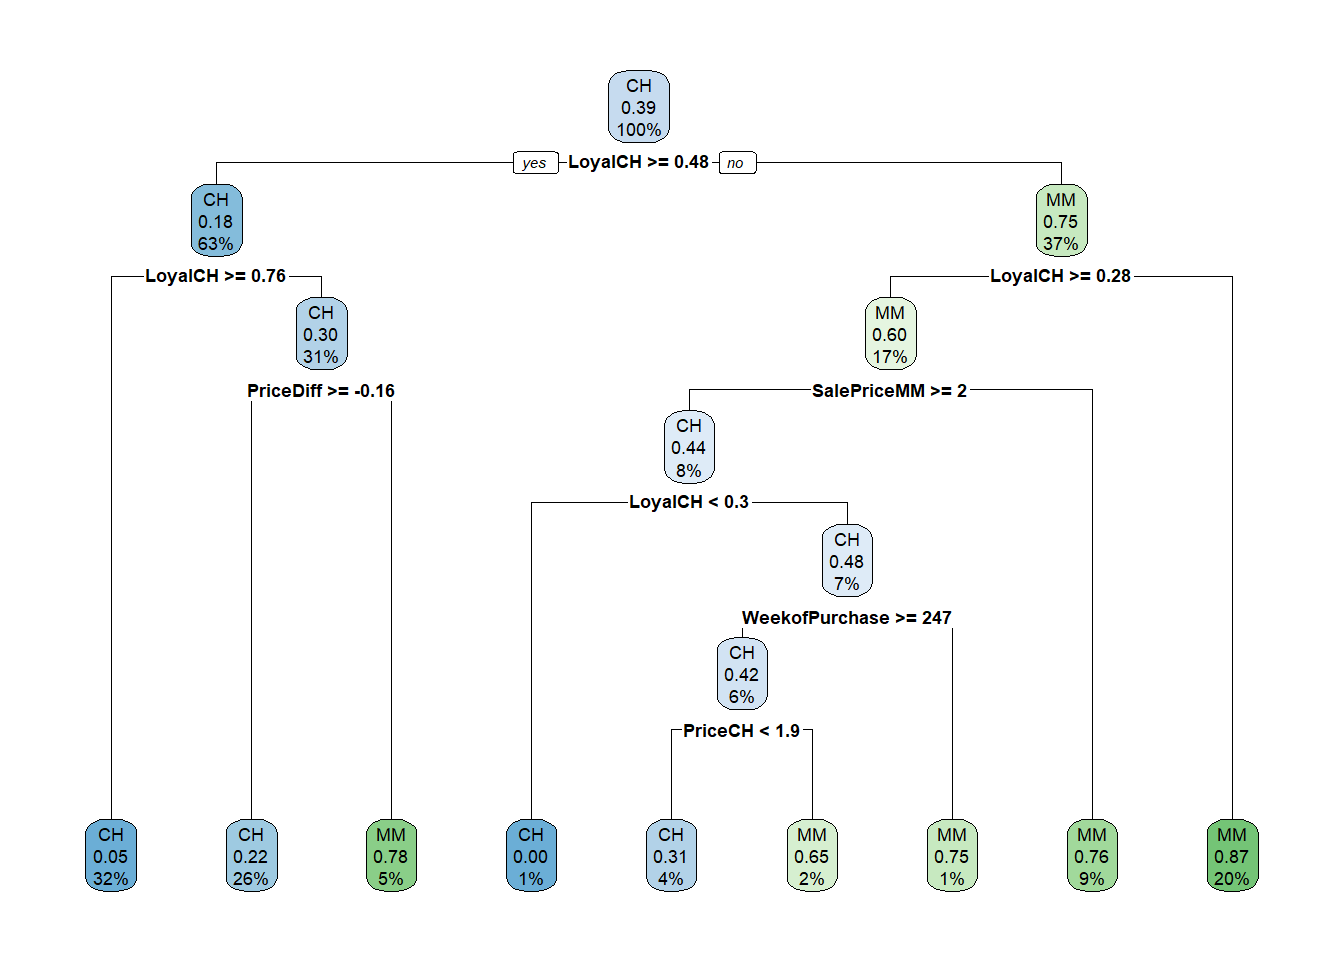 CH
0.39
100%
yes
LoyalCH >= 0.48
no
CH
0.18
63%
MM
0.75
37%
LoyalCH >= 0.76
LoyalCH >= 0.28
CH
0.30
31%
MM
0.60
17%
PriceDiff >= -0.16
SalePriceMM >= 2
CH
0.44
8%
LoyalCH < 0.3
CH
0.48
7%
WeekofPurchase >= 247
CH
0.42
6%
PriceCH < 1.9
CH
0.05
32%
CH
0.22
26%
MM
0.78
5%
CH
0.00
1%
CH
0.31
4%
MM
0.65
2%
MM
0.75
1%
MM
0.76
9%
MM
0.87
20%